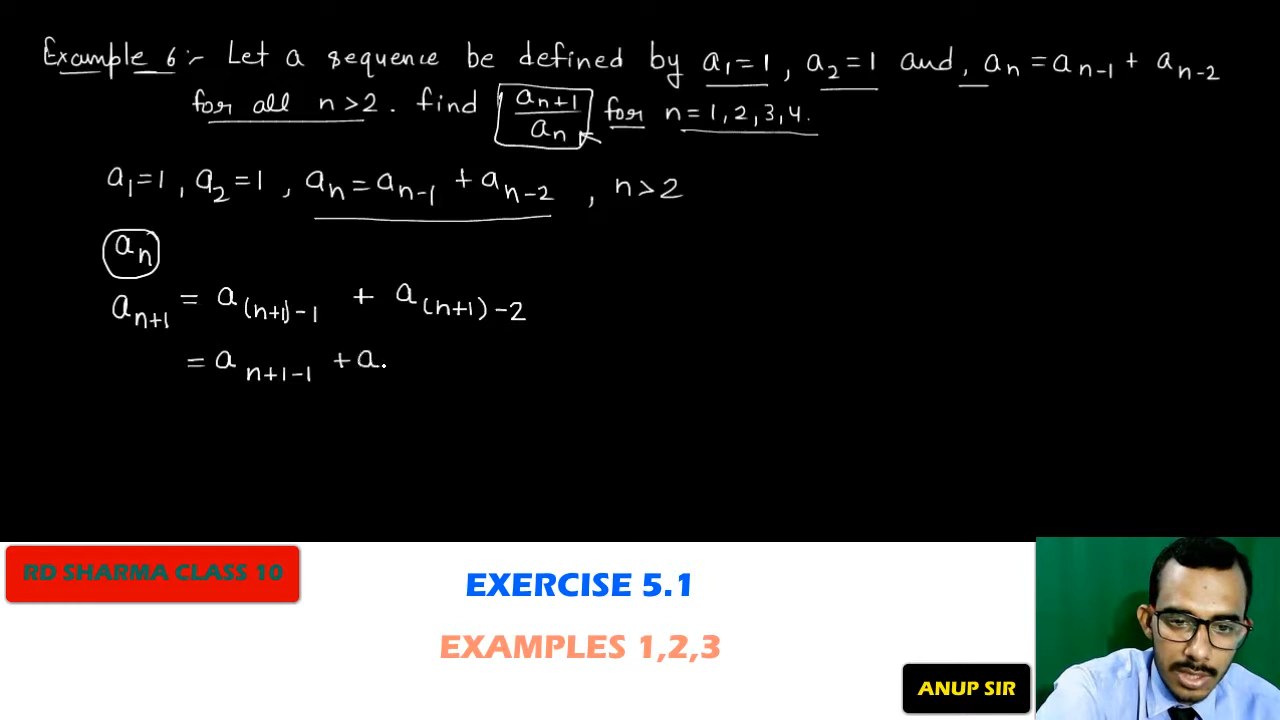 Example 6:- Let a sequence be defined by a₁ = 1, a₂ = 1 and, aₙ = aₙ₋₁ + aₙ₋₂
for all n > 2. find aₙ₊₁/aₙ for n = 1, 2, 3, 4.
a₁ = 1, a₂ = 1, aₙ = aₙ₋₁ + aₙ₋₂, n > 2
aₙ
aₙ₊₁ = a₍ₙ₊₁₎₋₁ + a₍ₙ₊₁₎₋₂
= aₙ₊₁₋₁ + a
RD SHARMA CLASS 10
EXERCISE 5.1
EXAMPLES 1,2,3
ANUP SIR